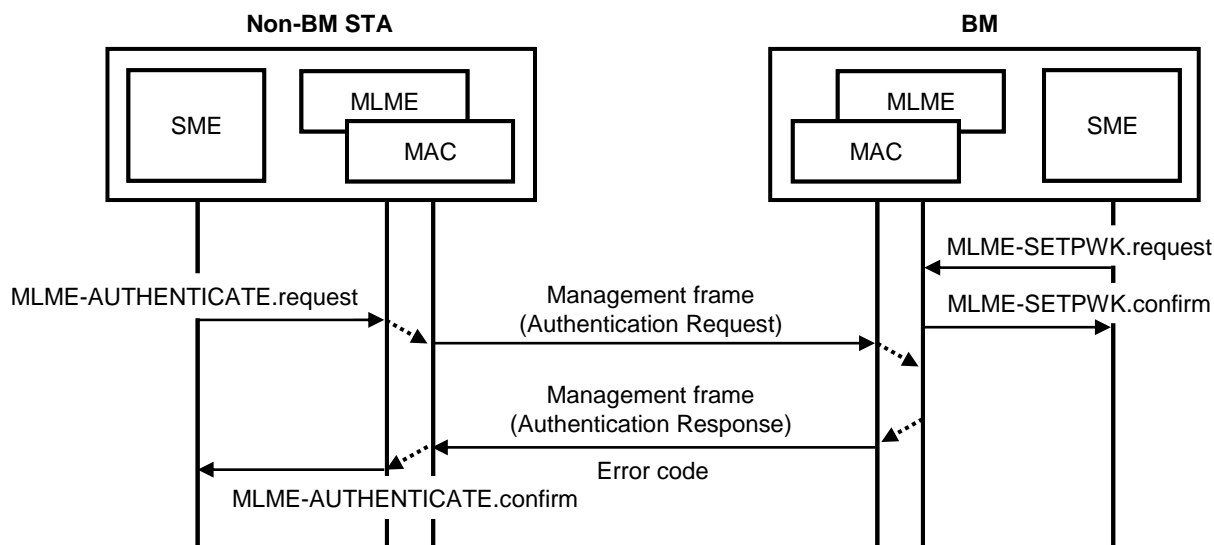 Non-BM STA
BM
SME
MLME
MAC
MLME
MAC
SME
MLME-SETPWK.request
MLME-AUTHENTICATE.request
Management frame
(Authentication Request)
MLME-SETPWK.confirm
Management frame
(Authentication Response)
Error code
MLME-AUTHENTICATE.confirm